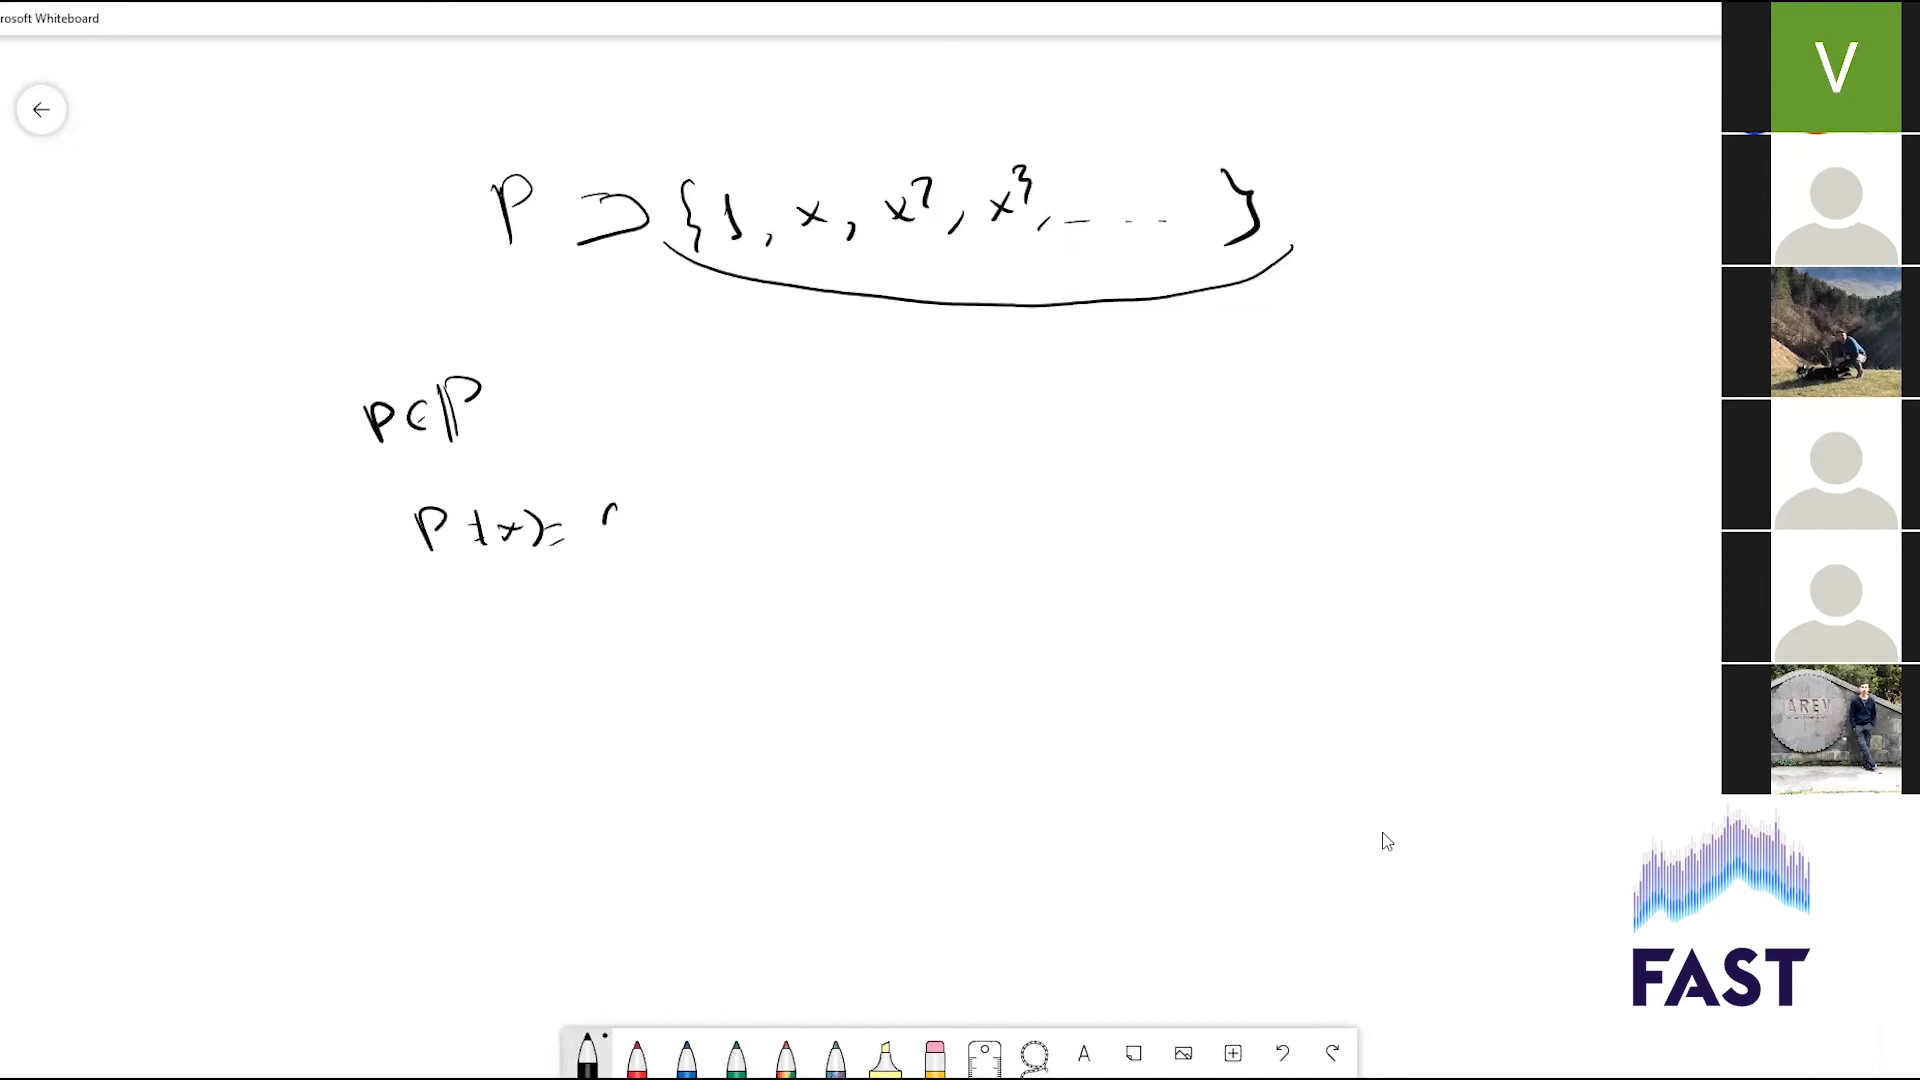 rosoft Whiteboard
V
P ⊃ {1, x, x², x³, - - - }
p ∈ ℙ
P(x) =
AREV
FAST
A